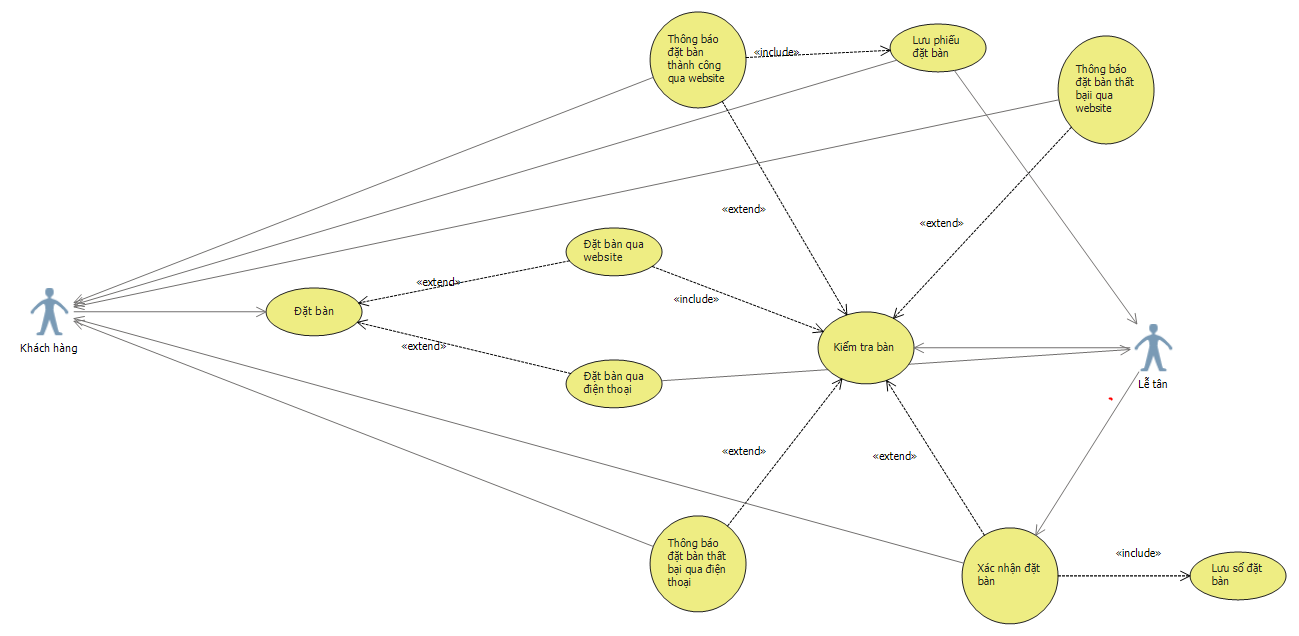 Thông báo
đặt bàn
thành công
qua website
«include»
Lưu phiếu
đặt bàn
Thông báo
đặt bàn thất
bạii qua
website
«extend»
«extend»
Đặt bàn qua
website
«extend»
«include»
Khách hàng
Đặt bàn
«extend»
Đặt bàn qua
điện thoại
Kiểm tra bàn
Lễ tân
«extend»
«extend»
Thông báo
đặt bàn thất
bại qua điện
thoại
Xác nhận đặt
bàn
«include»
Lưu sổ đặt
bàn